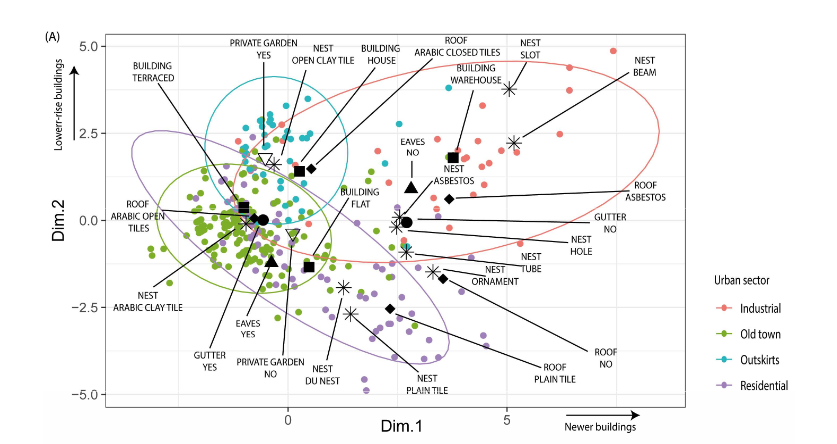 (A)
5.0
2.5
0.0
−2.5
−5.0
0
5
Dim.2
Dim.1
Lowerr-rise buildings
Newer buildings
BUILDING
TERRACED
PRIVATE GARDEN
YES
NEST
OPEN CLAY TILE
BUILDING
HOUSE
ROOF
ARABIC CLOSED TILES
BUILDING
WAREHOUSE
NEST
SLOT
NEST
BEAM
EAVES
NO
NEST
ASBESTOS
ROOF
ASBESTOS
BUILDING
FLAT
ROOF
ARABIC OPEN
TILES
GUTTER
NO
NEST
HOLE
NEST
TUBE
NEST
ORNAMENT
NEST
ARABIC CLAY TILE
EAVES
YES
GUTTER
YES
PRIVATE GARDEN
NO
NEST
DU NEST
NEST
PLAIN TILE
ROOF
PLAIN TILE
ROOF
NO
Urban sector
Industrial
Old town
Outskirts
Residential